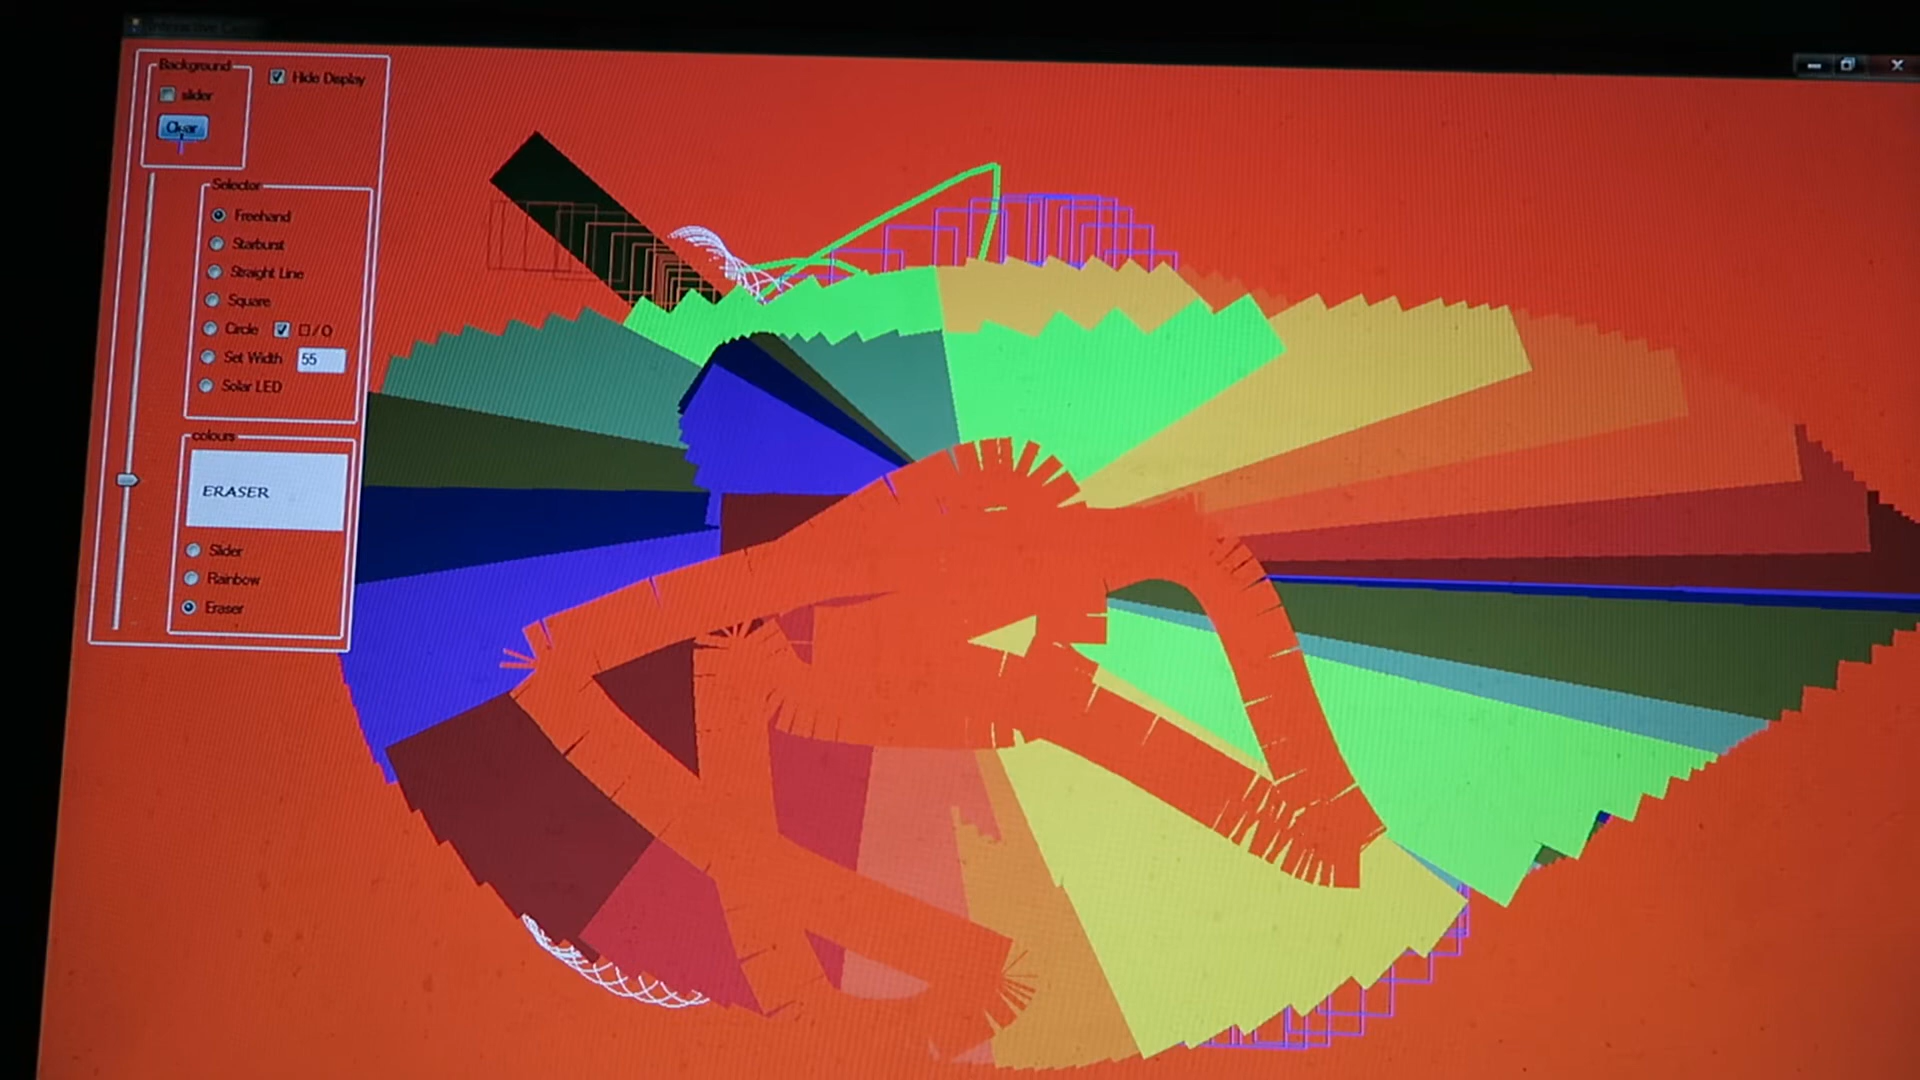 Background
Hide Display
slider
Clear
Selector
Freehand
Starburst
Straight Line
Square
Circle □/O
Set Width 55
Solar LED
colours
ERASER
Slider
Rainbow
Eraser